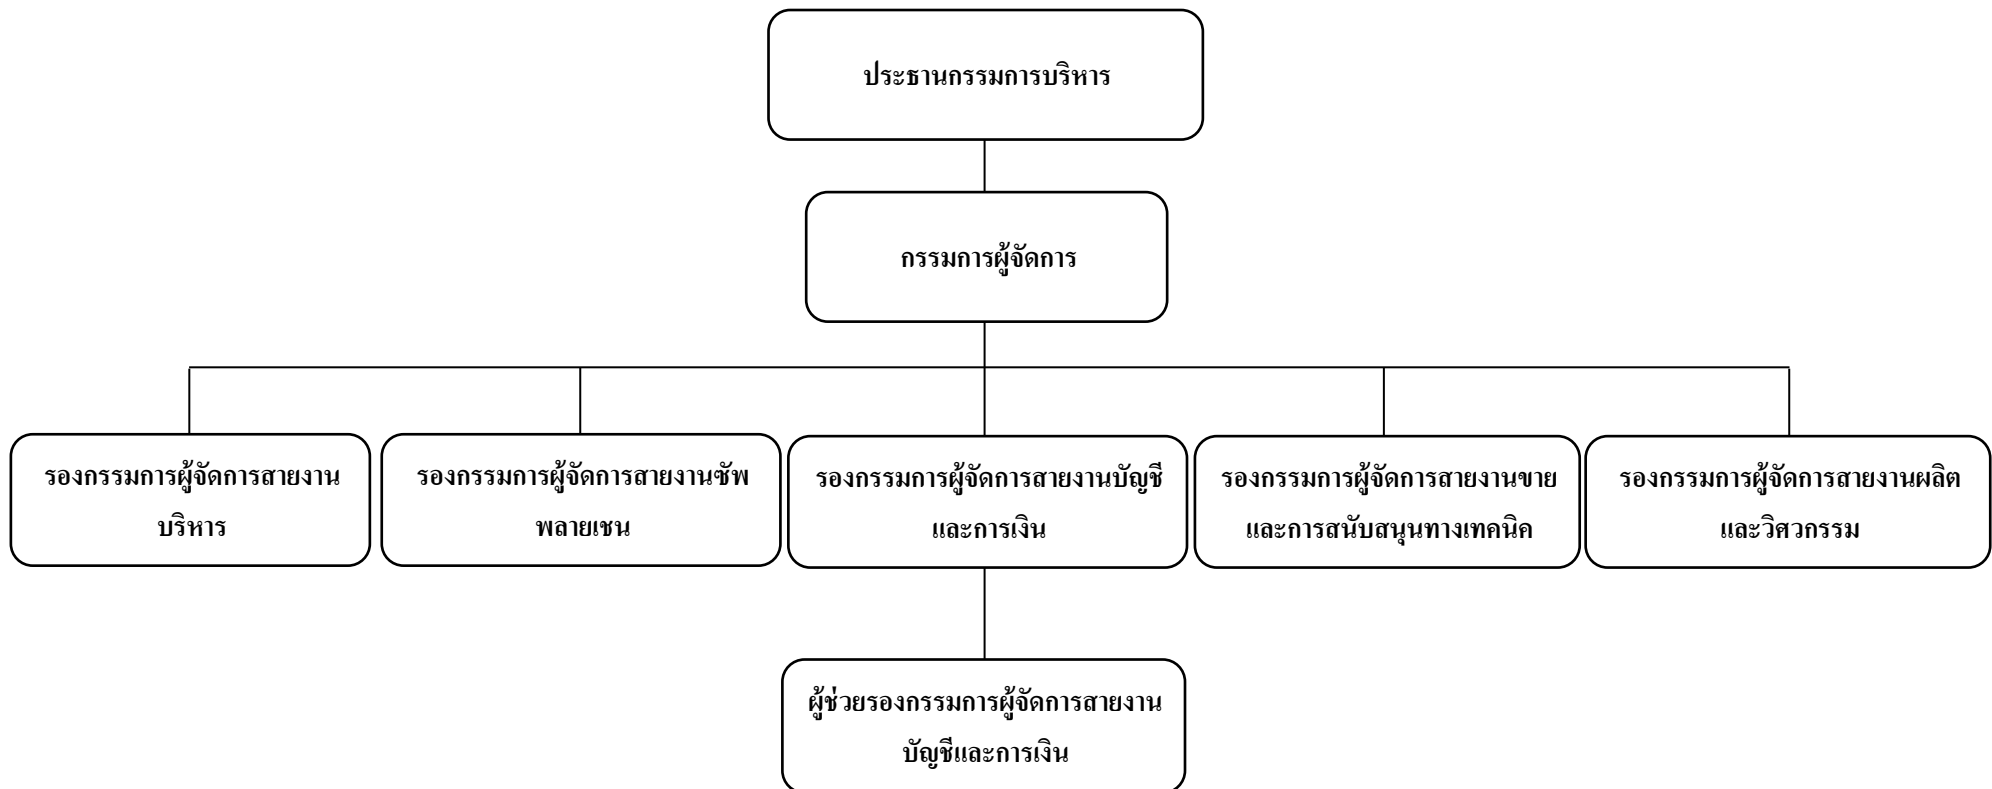 ประธานกรรมการบริหาร
กรรมการผู้จัดการ
รองกรรมการผู้จัดการสายงาน
บริหาร
รองกรรมการผู้จัดการสายงานซัพ
พลายเชน
รองกรรมการผู้จัดการสายงานบัญชี
และการเงิน
รองกรรมการผู้จัดการสายงานขาย
และการสนับสนุนทางเทคนิค
รองกรรมการผู้จัดการสายงานผลิต
และวิศวกรรม
ผู้ช่วยรองกรรมการผู้จัดการสายงาน
บัญชีและการเงิน